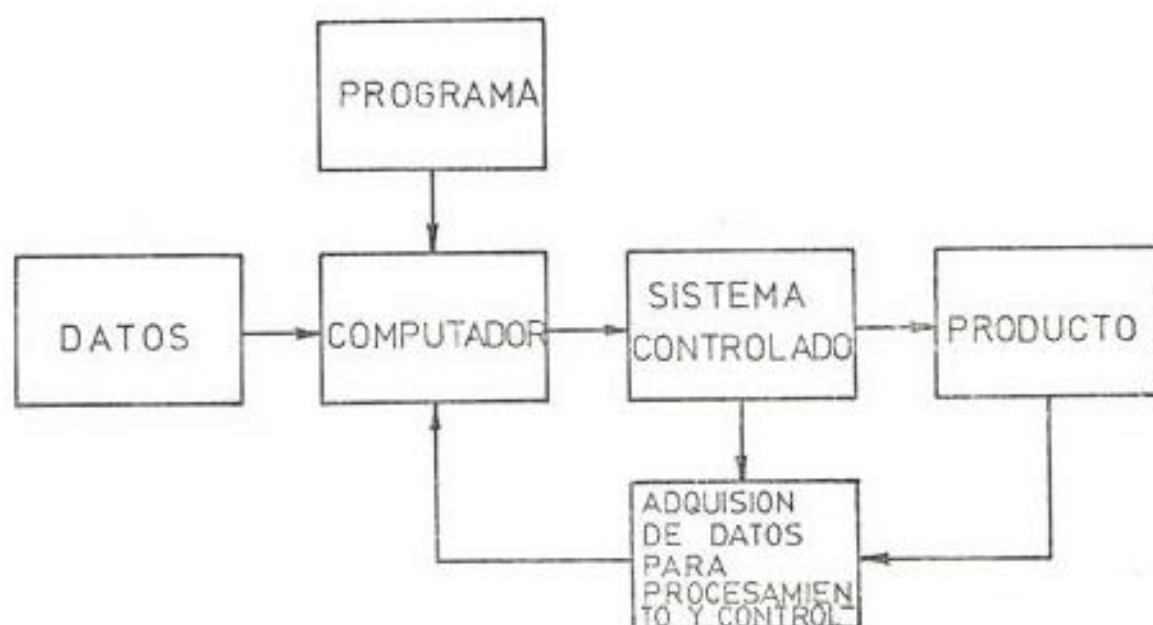 PROGRAMA
DATOS
COMPUTADOR
SISTEMA
CONTROLADO
PRODUCTO
ADQUISION
DE DATOS
PARA
PROCESAMIEN
TO Y CONTROL